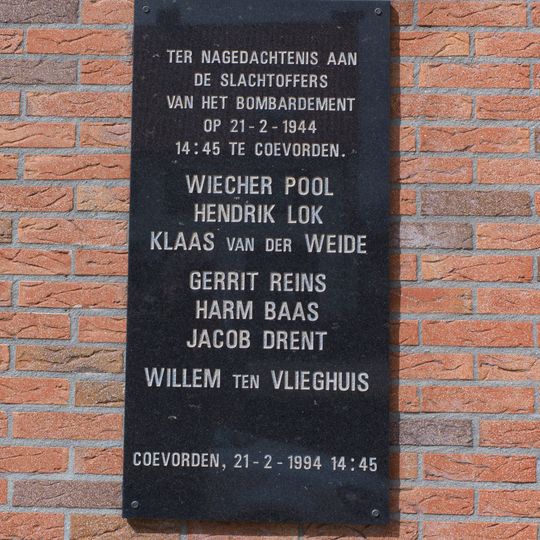 TER NAGEDACHTENIS AAN
DE SLACHTOFFERS
VAN HET BOMBARDEMENT
OP 21-2-1944
14:45 TE COEVORDEN.
WIECHER POOL
HENDRIK LOK
KLAAS VAN DER WEIDE
GERRIT REINS
HARM BAAS
JACOB DRENT
WILLEM TEN VLIEGHUIS
COEVORDEN, 21-2-1994 14:45